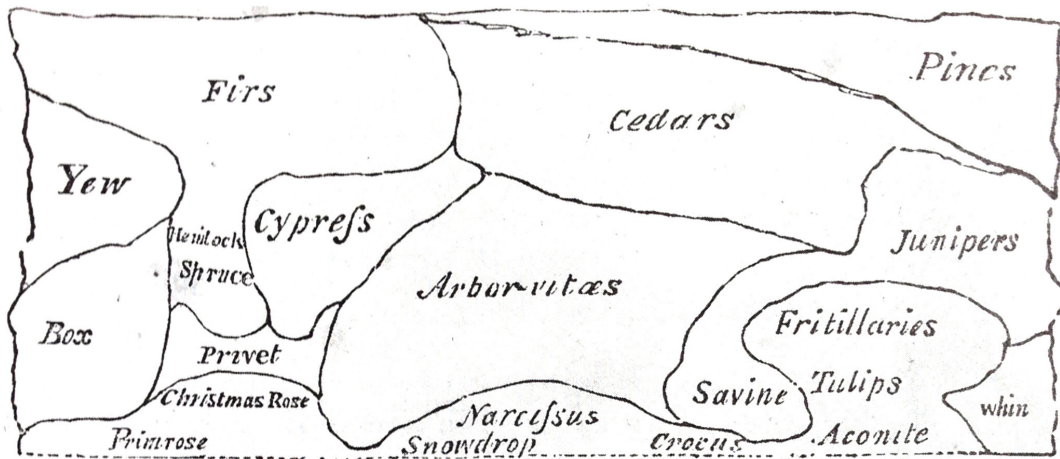 Pines
Firs
Cedars
Yew
Cypreſs
Hemlock
Spruce
Junipers
Arbor-vitæs
Box
Fritillaries
Privet
Tulips
Savine
Christmas Rose
whin
Narciſsus
Primrose
Snowdrop
Crocus
Aconite